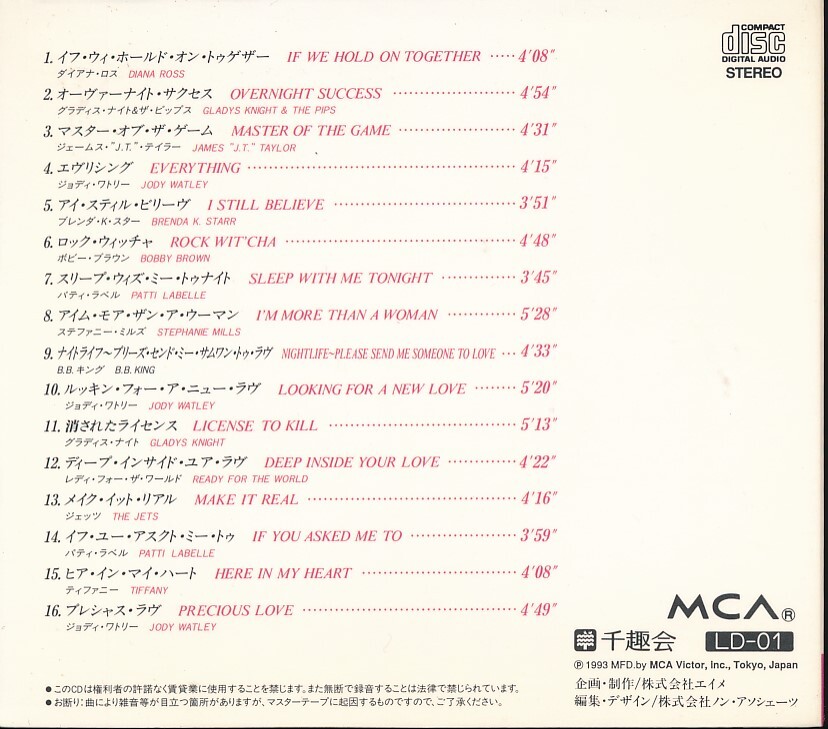 COMPACT
disc
DIGITAL AUDIO
STEREO
1. イフ・ウィ・ホールド・オン・トゥゲザー IF WE HOLD ON TOGETHER ····· 4'08"
ダイアナ・ロス DIANA ROSS
2. オーヴァーナイト・サクセス OVERNIGHT SUCCESS ················ 4'54"
グラディス・ナイト&ザ・ピップス GLADYS KNIGHT & THE PIPS
3. マスター・オブ・ザ・ゲーム MASTER OF THE GAME ··············· 4'31"
ジェームス・"J.T."・テイラー JAMES "J.T." TAYLOR
4. エヴリシング EVERYTHING ···································· 4'15"
ジョディ・ワトリー JODY WATLEY
5. アイ・スティル・ビリーヴ I STILL BELIEVE ························ 3'51"
ブレンダ・K・スター BRENDA K. STARR
6. ロック・ウィッチャ ROCK WIT'CHA ······························ 4'48"
ボビー・ブラウン BOBBY BROWN
7. スリープ・ウィズ・ミー・トゥナイト SLEEP WITH ME TONIGHT ·········· 3'45"
パティ・ラベル PATTI LABELLE
8. アイム・モア・ザン・ア・ウーマン I'M MORE THAN A WOMAN ·········· 5'28"
ステファニー・ミルズ STEPHANIE MILLS
9. ナイトライフ～プリーズ・センド・ミー・サムワン・トゥ・ラヴ NIGHTLIFE~PLEASE SEND ME SOMEONE TO LOVE ··· 4'33"
B.B.キング B.B.KING
10. ルッキン・フォー・ア・ニュー・ラヴ LOOKING FOR A NEW LOVE ······ 5'20"
ジョディ・ワトリー JODY WATLEY
11. 消されたライセンス LICENSE TO KILL ························· 5'13"
グラディス・ナイト GLADYS KNIGHT
12. ディープ・インサイド・ユア・ラヴ DEEP INSIDE YOUR LOVE ·········· 4'22"
レディ・フォー・ザ・ワールド READY FOR THE WORLD
13. メイク・イット・リアル MAKE IT REAL ···························· 4'16"
ジェッツ THE JETS
14. イフ・ユー・アスクト・ミー・トゥ IF YOU ASKED ME TO ·············· 3'59"
パティ・ラベル PATTI LABELLE
15. ヒア・イン・マイ・ハート HERE IN MY HEART ···················· 4'08"
ティファニー TIFFANY
16. プレシャス・ラヴ PRECIOUS LOVE ····························· 4'49"
ジョディ・ワトリー JODY WATLEY
MCA®
千趣会 LD-01
Ⓟ1993 MFD.by MCA Victor, Inc., Tokyo, Japan
企画・制作/株式会社エイメ
編集・デザイン/株式会社ノン・アソシェーツ
●このCDは権利者の許諾なく賃貸業に使用することを禁じます。また無断で録音することは法律で禁じられています。
●お断り:曲により雑音等が目立つ箇所がありますが、マスターテープに起因するものですので、ご了承ください。